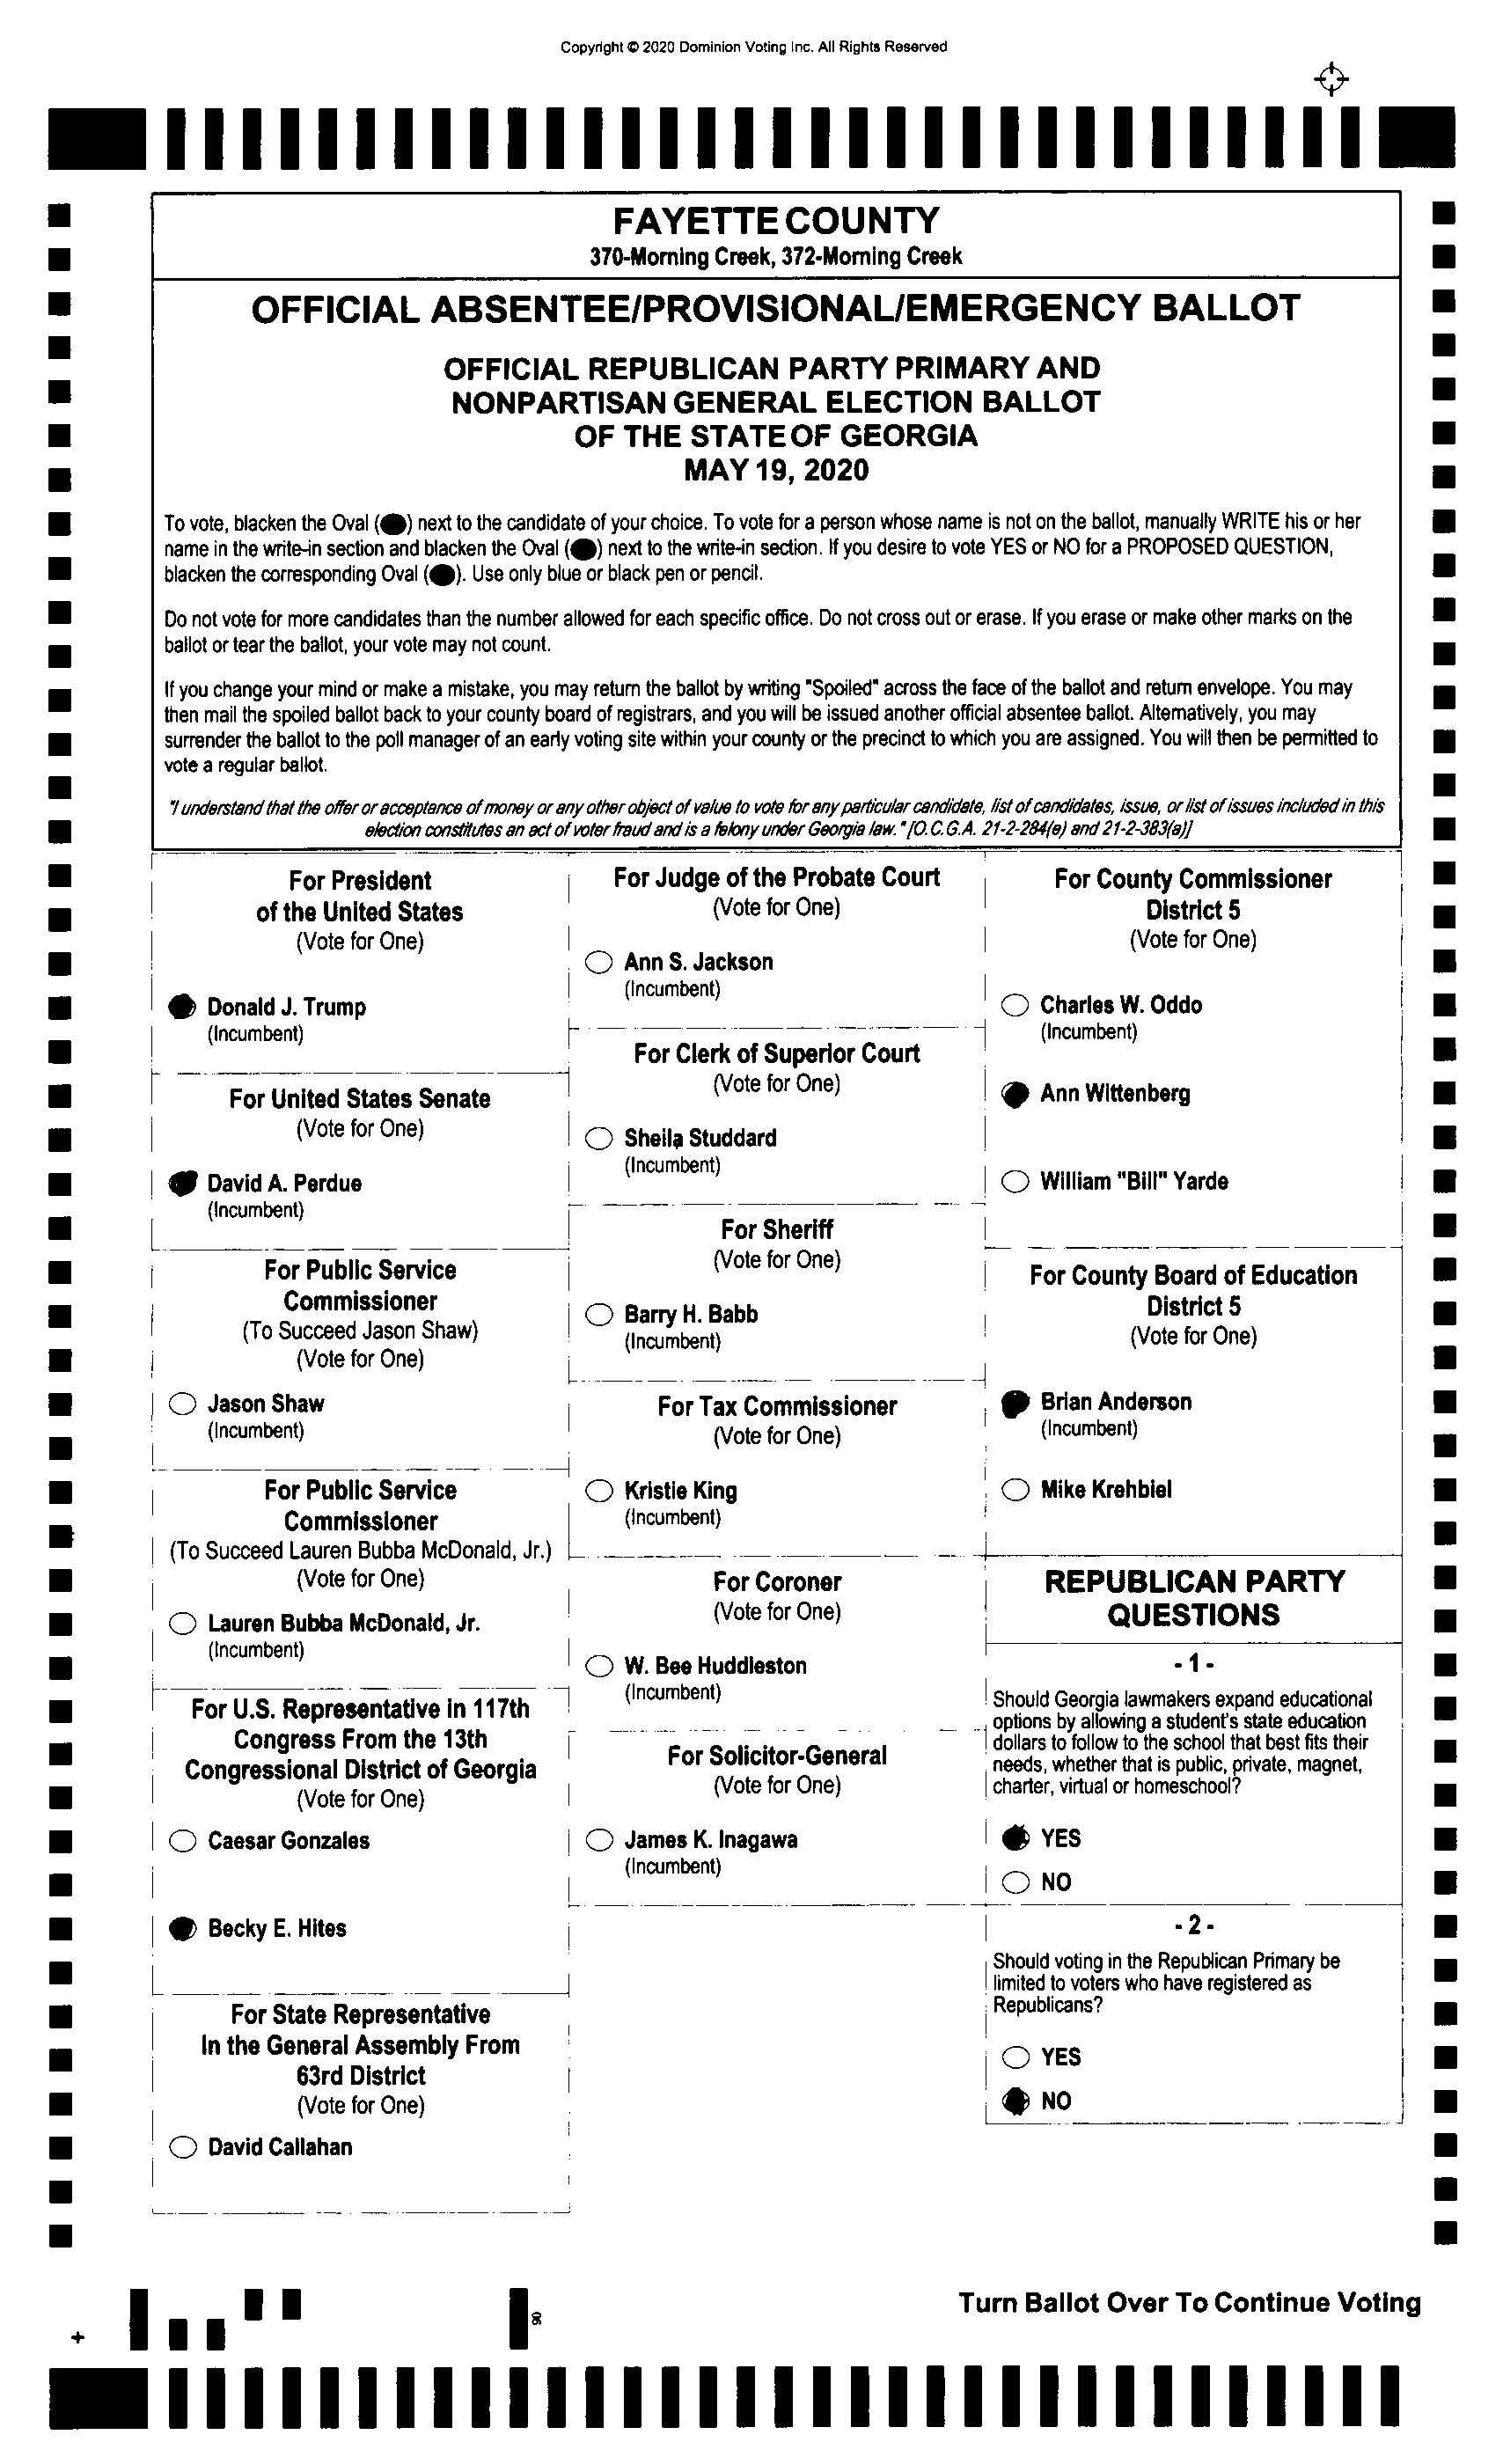 Copyright © 2020 Dominion Voting Inc. All Rights Reserved
FAYETTE COUNTY
370-Morning Creek, 372-Morning Creek
OFFICIAL ABSENTEE/PROVISIONAL/EMERGENCY BALLOT
OFFICIAL REPUBLICAN PARTY PRIMARY AND
NONPARTISAN GENERAL ELECTION BALLOT
OF THE STATE OF GEORGIA
MAY 19, 2020
To vote, blacken the Oval () next to the candidate of your choice. To vote for a person whose name is not on the ballot, manually WRITE his or her
name in the write-in section and blacken the Oval () next to the write-in section. If you desire to vote YES or NO for a PROPOSED QUESTION,
blacken the corresponding Oval (). Use only blue or black pen or pencil.
Do not vote for more candidates than the number allowed for each specific office. Do not cross out or erase. If you erase or make other marks on the
ballot or tear the ballot, your vote may not count.
If you change your mind or make a mistake, you may return the ballot by writing "Spoiled" across the face of the ballot and return envelope. You may
then mail the spoiled ballot back to your county board of registrars, and you will be issued another official absentee ballot. Alternatively, you may
surrender the ballot to the poll manager of an early voting site within your county or the precinct to which you are assigned. You will then be permitted to
vote a regular ballot.
"I understand that the offer or acceptance of money or any other object of value to vote for any particular candidate, list of candidates, issue, or list of issues included in this
election constitutes an act of voter fraud and is a felony under Georgia law." [O.C.G.A. 21-2-284(e) and 21-2-383(a)]
For President
of the United States
(Vote for One)
Donald J. Trump
(Incumbent)
For United States Senate
(Vote for One)
David A. Perdue
(Incumbent)
For Public Service
Commissioner
(To Succeed Jason Shaw)
(Vote for One)
Jason Shaw
(Incumbent)
For Public Service
Commissioner
(To Succeed Lauren Bubba McDonald, Jr.)
(Vote for One)
Lauren Bubba McDonald, Jr.
(Incumbent)
For U.S. Representative in 117th
Congress From the 13th
Congressional District of Georgia
(Vote for One)
Caesar Gonzales
Becky E. Hites
For State Representative
In the General Assembly From
63rd District
(Vote for One)
David Callahan
For Judge of the Probate Court
(Vote for One)
Ann S. Jackson
(Incumbent)
For Clerk of Superior Court
(Vote for One)
Sheila Studdard
(Incumbent)
For Sheriff
(Vote for One)
Barry H. Babb
(Incumbent)
For Tax Commissioner
(Vote for One)
Kristie King
(Incumbent)
For Coroner
(Vote for One)
W. Bee Huddleston
(Incumbent)
For Solicitor-General
(Vote for One)
James K. Inagawa
(Incumbent)
For County Commissioner
District 5
(Vote for One)
Charles W. Oddo
(Incumbent)
Ann Wittenberg
William "Bill" Yarde
For County Board of Education
District 5
(Vote for One)
Brian Anderson
(Incumbent)
Mike Krehbiel
REPUBLICAN PARTY
QUESTIONS
- 1 -
Should Georgia lawmakers expand educational
options by allowing a student's state education
dollars to follow to the school that best fits their
needs, whether that is public, private, magnet,
charter, virtual or homeschool?
YES
NO
- 2 -
Should voting in the Republican Primary be
limited to voters who have registered as
Republicans?
YES
NO
Turn Ballot Over To Continue Voting